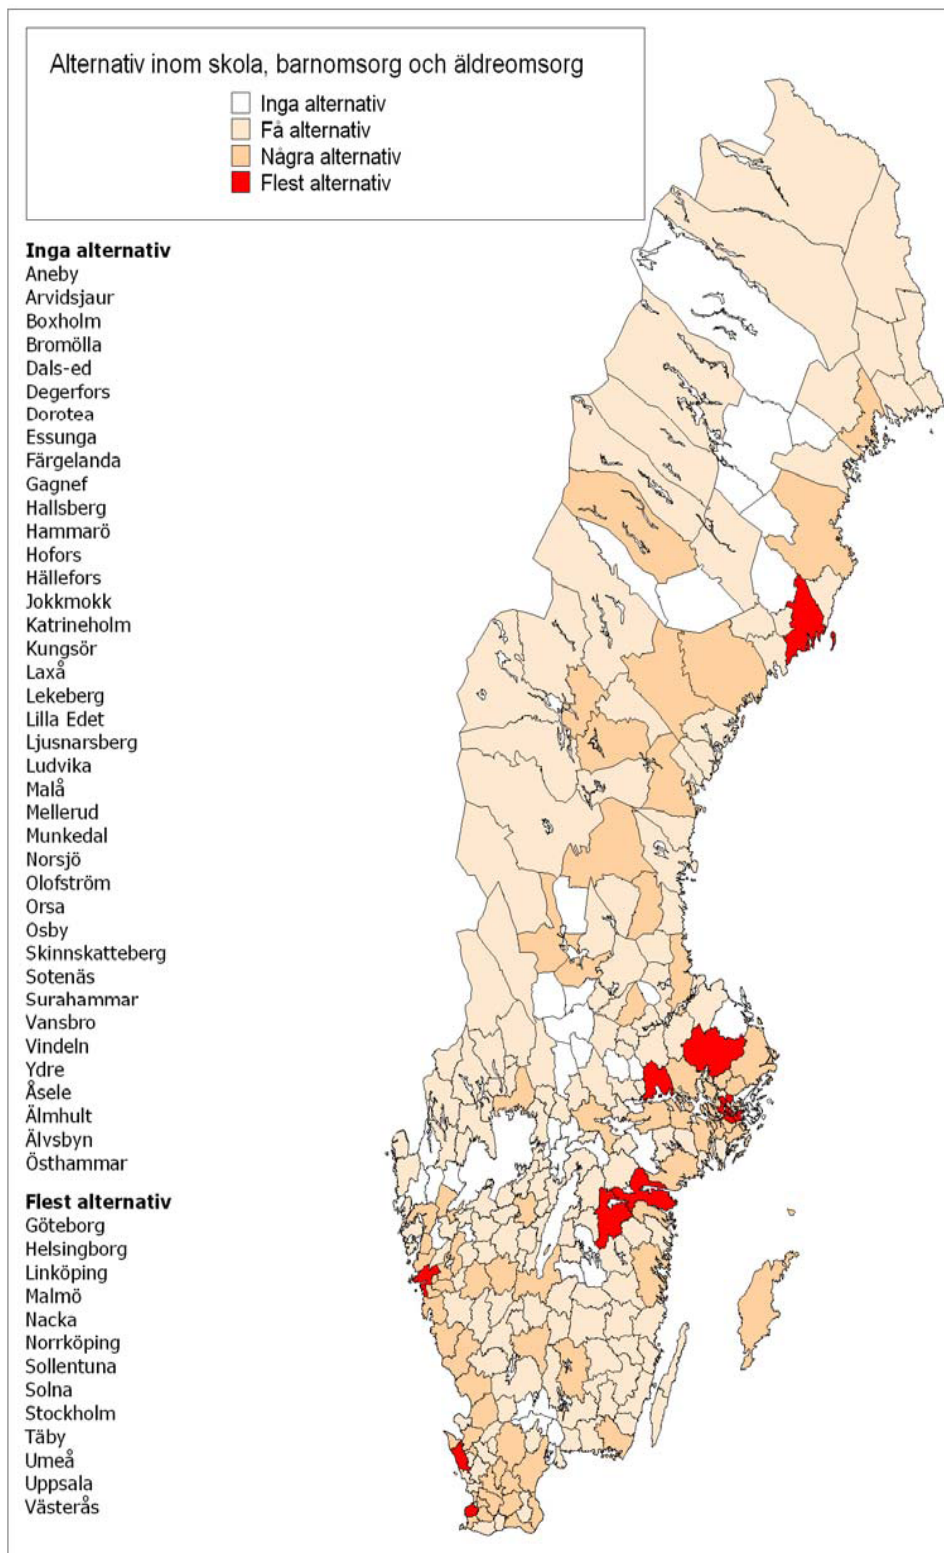 Alternativ inom skola, barnomsorg och äldreomsorg
Inga alternativ
Få alternativ
Några alternativ
Flest alternativ
Inga alternativ
Aneby
Arvidsjaur
Boxholm
Bromölla
Dals-ed
Degerfors
Dorotea
Essunga
Färgelanda
Gagnef
Hallsberg
Hammarö
Hofors
Hällefors
Jokkmokk
Katrineholm
Kungsör
Laxå
Lekeberg
Lilla Edet
Ljusnarsberg
Ludvika
Malå
Mellerud
Munkedal
Norsjö
Olofström
Orsa
Osby
Skinnskatteberg
Sotenäs
Surahammar
Vansbro
Vindeln
Ydre
Åsele
Älmhult
Älvsbyn
Östhammar
Flest alternativ
Göteborg
Helsingborg
Linköping
Malmö
Nacka
Norrköping
Sollentuna
Solna
Stockholm
Täby
Umeå
Uppsala
Västerås